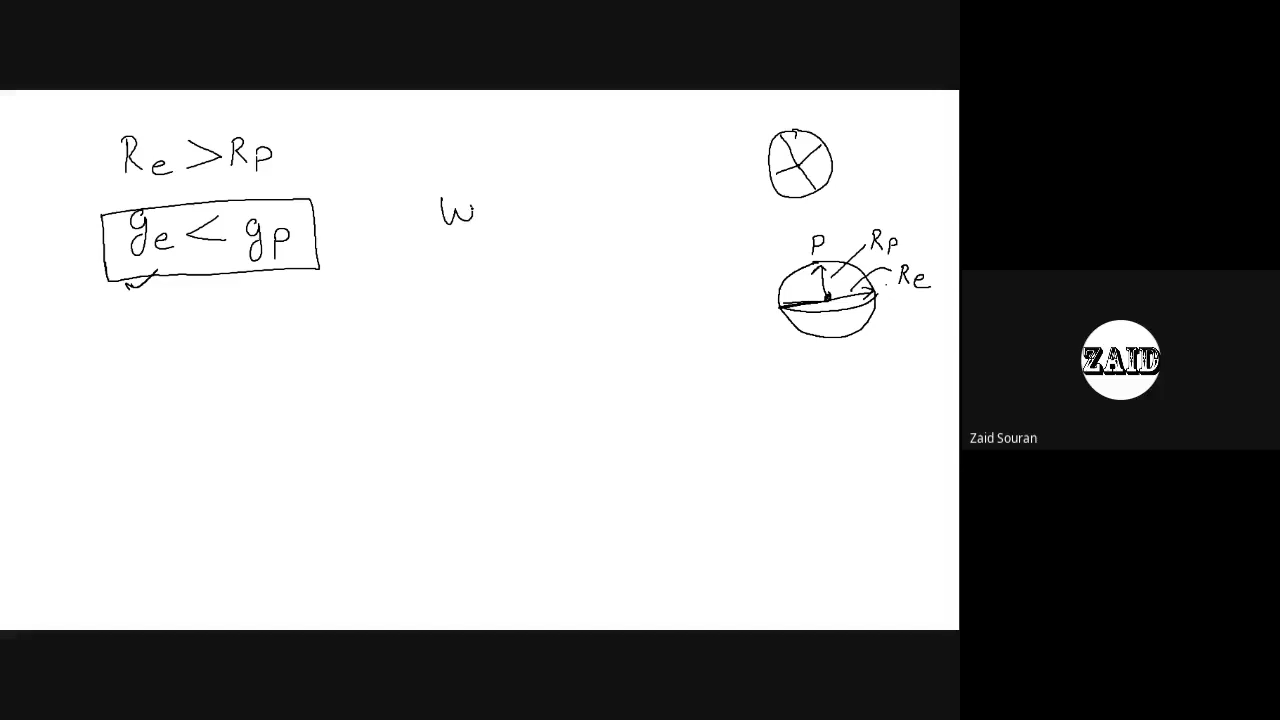 Re > Rp
ge < gp
W
P
Rp
Re
ZAID
Zaid Souran